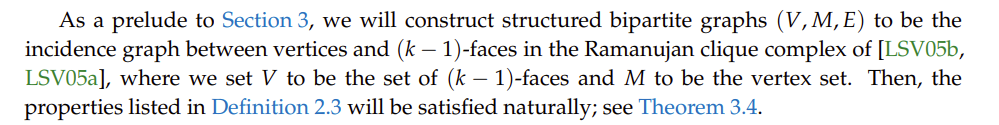 As a prelude to Section 3, we will construct structured bipartite graphs (V, M, E) to be the
incidence graph between vertices and (k − 1)-faces in the Ramanujan clique complex of [LSV05b,
LSV05a], where we set V to be the set of (k − 1)-faces and M to be the vertex set. Then, the
properties listed in Definition 2.3 will be satisfied naturally; see Theorem 3.4.